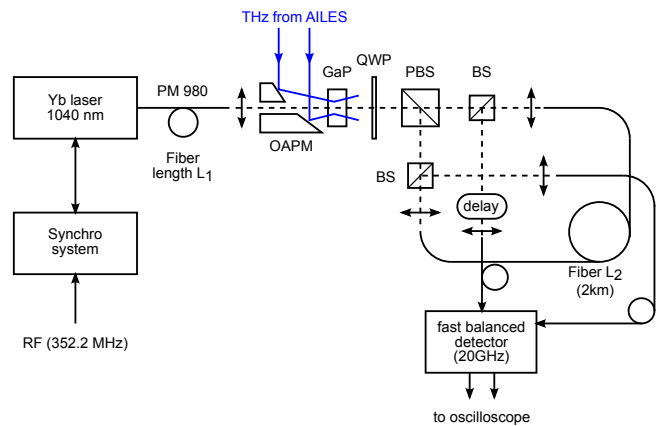 THz from AILES
GaP
QWP
PBS
BS
Yb laser
1040 nm
PM 980
OAPM
Fiber
length L1
BS
delay
Synchro
system
Fiber L2
(2km)
RF (352.2 MHz)
fast balanced
detector
(20GHz)
to oscilloscope